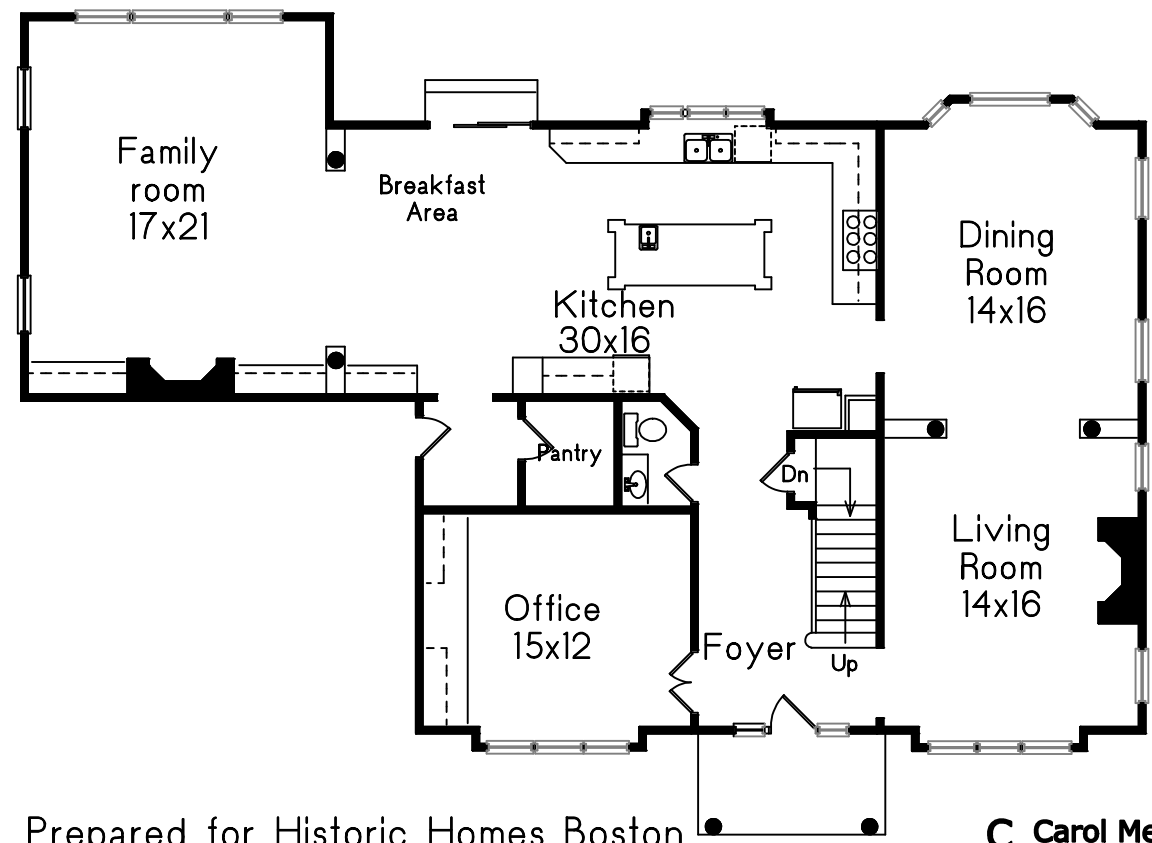 Family
room
17x21
Breakfast
Area
Kitchen
30x16
Dining
Room
14x16
Pantry
Dn
Living
Room
14x16
Office
15x12
Foyer
Up
Prepared for Historic Homes Boston
C Carol Me